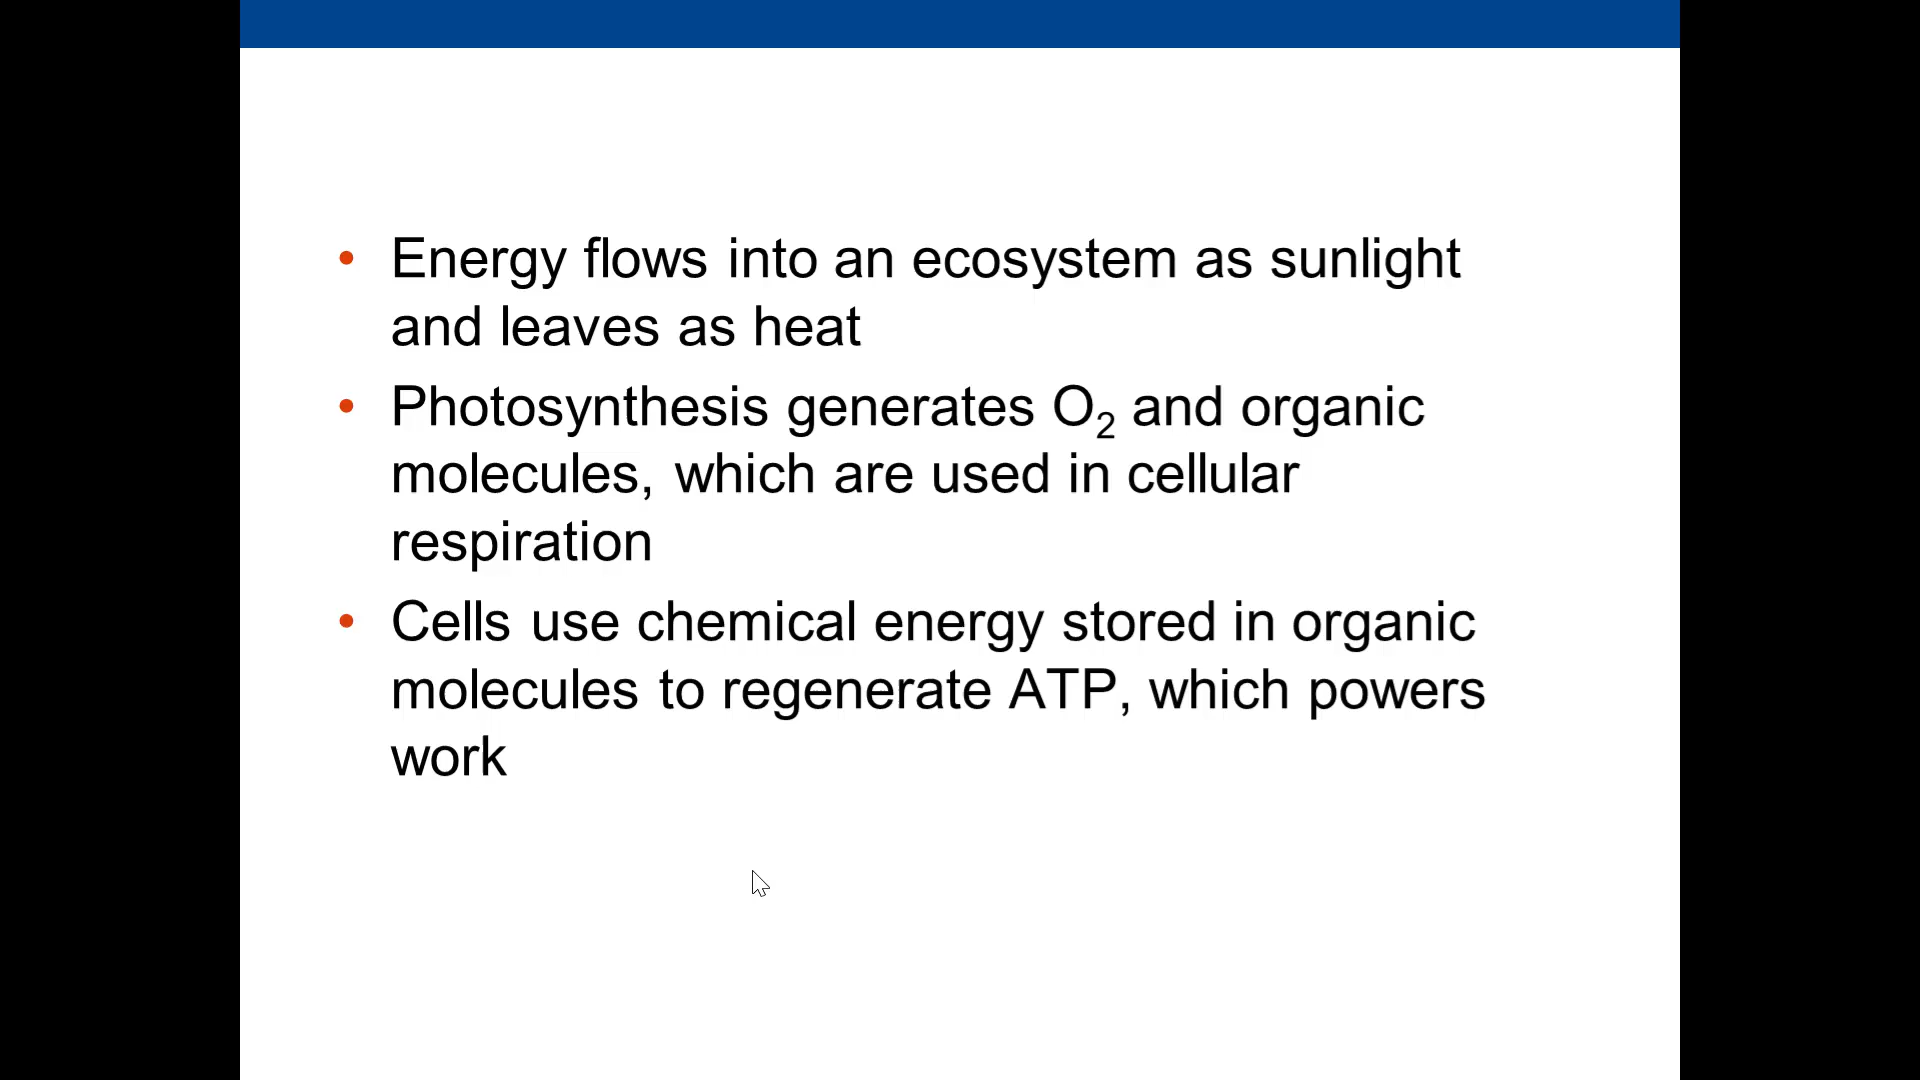 • Energy flows into an ecosystem as sunlight
and leaves as heat
• Photosynthesis generates O₂ and organic
molecules, which are used in cellular
respiration
• Cells use chemical energy stored in organic
molecules to regenerate ATP, which powers
work